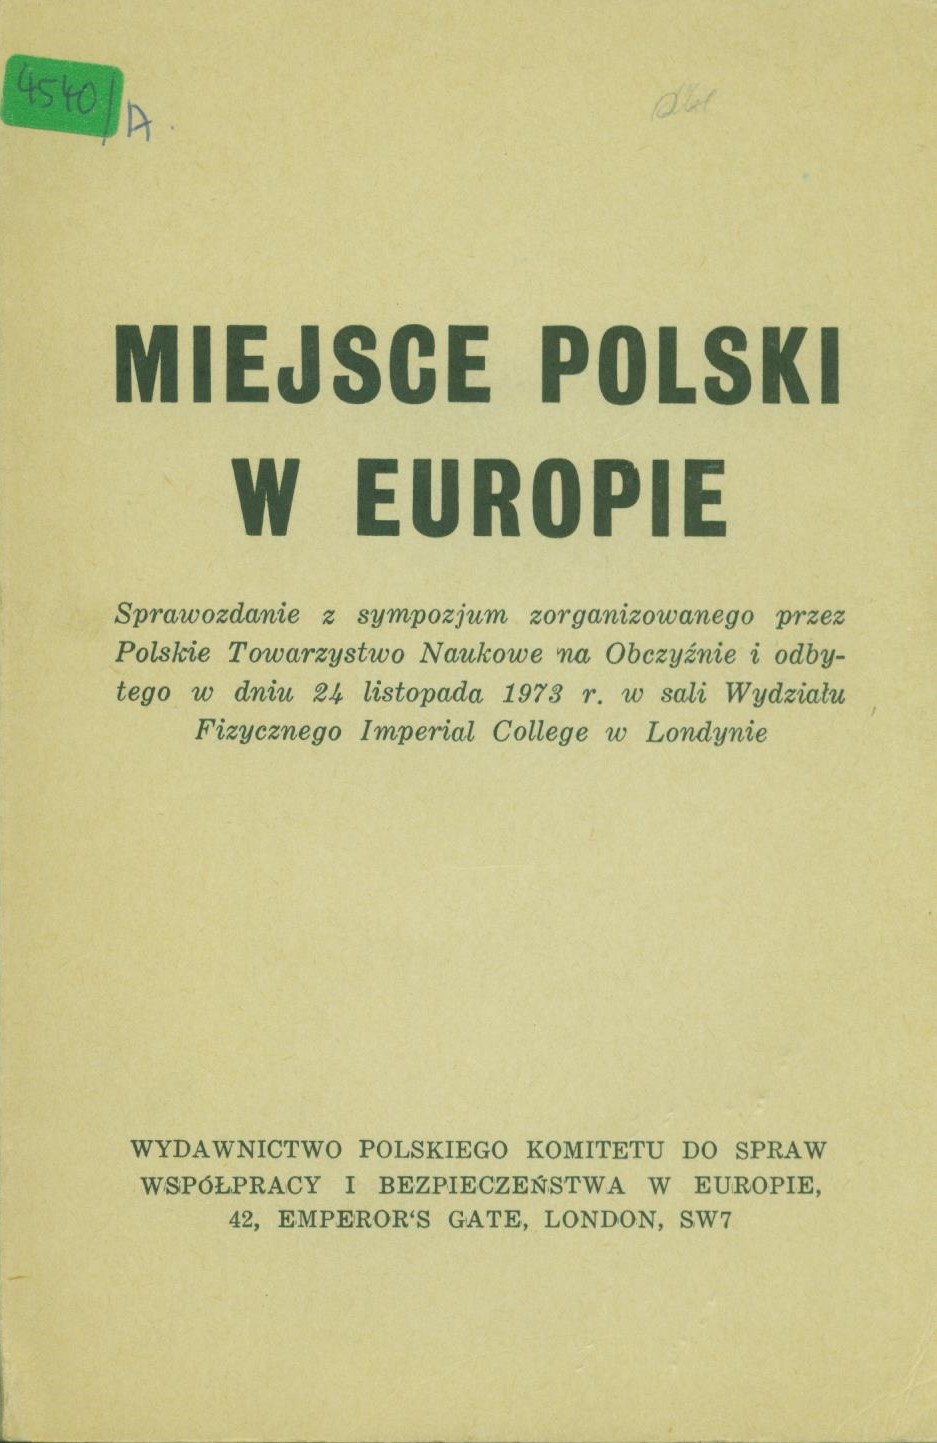 4540/A.
MIEJSCE POLSKI
W EUROPIE
Sprawozdanie z sympozjum zorganizowanego przez
Polskie Towarzystwo Naukowe na Obczyźnie i odby-
tego w dniu 24 listopada 1973 r. w sali Wydziału
Fizycznego Imperial College w Londynie
WYDAWNICTWO POLSKIEGO KOMITETU DO SPRAW
WSPÓŁPRACY I BEZPIECZEŃSTWA W EUROPIE,
42, EMPEROR‘S GATE, LONDON, SW7